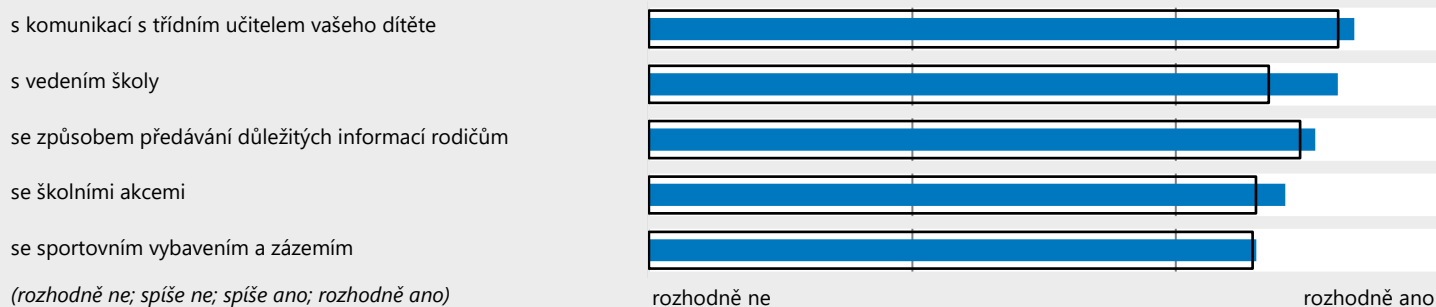 s komunikací s třídním učitelem vašeho dítěte
s vedením školy
se způsobem předávání důležitých informací rodičům
se školními akcemi
se sportovním vybavením a zázemím
(rozhodně ne; spíše ne; spíše ano; rozhodně ano)
rozhodně ne
rozhodně ano